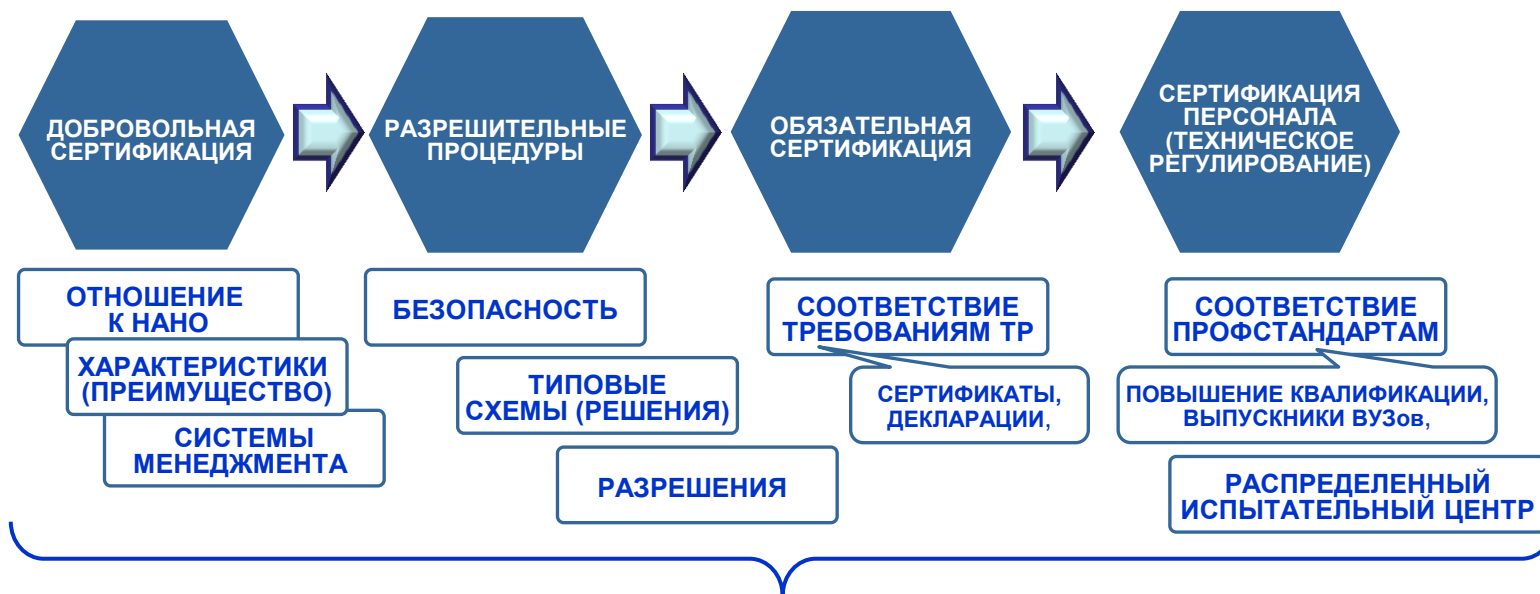 ДОБРОВОЛЬНАЯ
СЕРТИФИКАЦИЯ
РАЗРЕШИТЕЛЬНЫЕ
ПРОЦЕДУРЫ
ОБЯЗАТЕЛЬНАЯ
СЕРТИФИКАЦИЯ
СЕРТИФИКАЦИЯ
ПЕРСОНАЛА
(ТЕХНИЧЕСКОЕ
РЕГУЛИРОВАНИЕ)
ОТНОШЕНИЕ
К НАНО
ХАРАКТЕРИСТИКИ
(ПРЕИМУЩЕСТВО)
СИСТЕМЫ
МЕНЕДЖМЕНТА
БЕЗОПАСНОСТЬ
ТИПОВЫЕ
СХЕМЫ (РЕШЕНИЯ)
РАЗРЕШЕНИЯ
СООТВЕТСТВИЕ
ТРЕБОВАНИЯМ ТР
СЕРТИФИКАТЫ,
ДЕКЛАРАЦИИ,
СООТВЕТСТВИЕ
ПРОФСТАНДАРТАМ
ПОВЫШЕНИЕ КВАЛИФИКАЦИИ,
ВЫПУСКНИКИ ВУЗов,
РАСПРЕДЕЛЕННЫЙ
ИСПЫТАТЕЛЬНЫЙ ЦЕНТР